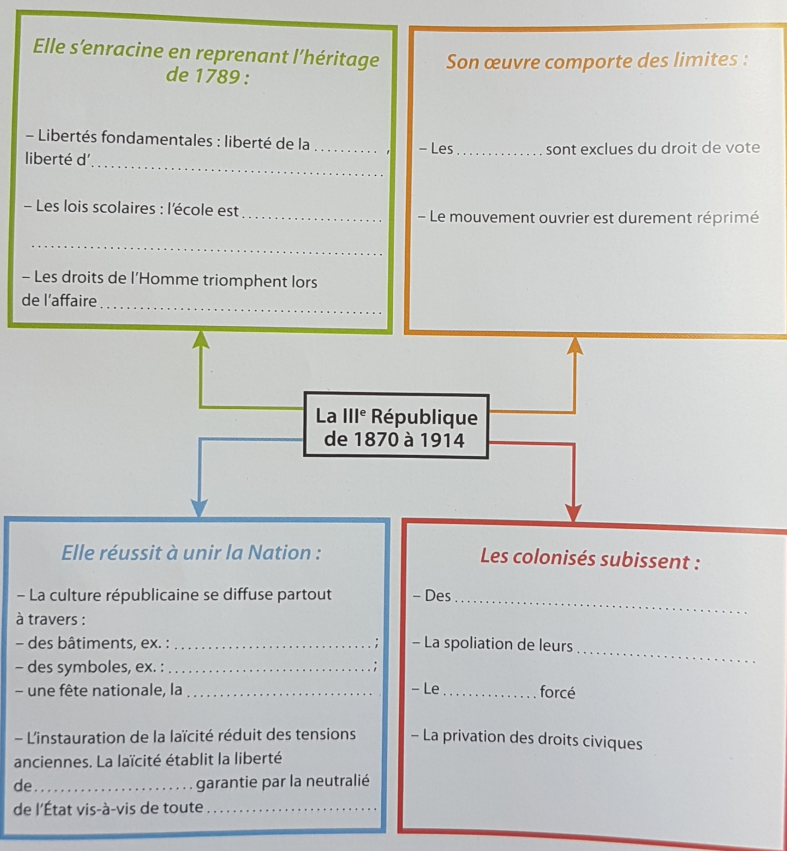 Elle s'enracine en reprenant l'héritage
de 1789 :
– Libertés fondamentales : liberté de la .......... ,
liberté d'..............................................
– Les lois scolaires : l'école est .....................
......................................................
– Les droits de l'Homme triomphent lors
de l'affaire ...........................................
Son œuvre comporte des limites :
– Les ............. sont exclues du droit de vote
– Le mouvement ouvrier est durement réprimé
La IIIe République
de 1870 à 1914
Elle réussit à unir la Nation :
– La culture républicaine se diffuse partout
à travers :
– des bâtiments, ex. : .............................. ;
– des symboles, ex. : ............................... ;
– une fête nationale, la ............................
– L'instauration de la laïcité réduit des tensions
anciennes. La laïcité établit la liberté
de ........................ garantie par la neutralié
de l'État vis-à-vis de toute ..........................
Les colonisés subissent :
– Des .............................................
– La spoliation de leurs ...........................
– Le .............. forcé
– La privation des droits civiques